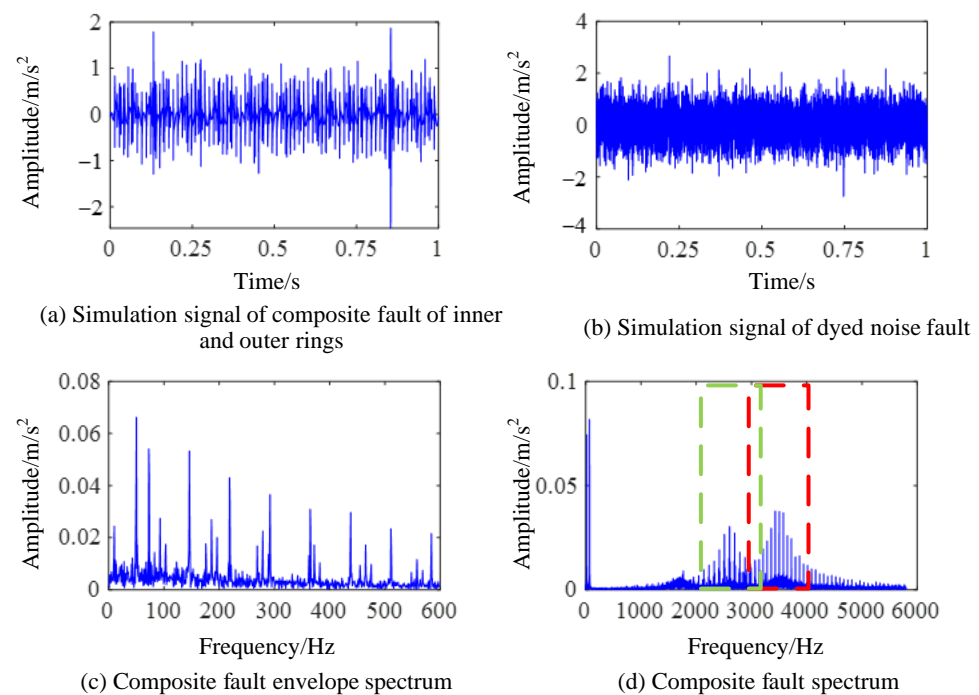 2
1
0
−1
−2
Amplitude/m/s²
0 0.25 0.5 0.75 1
Time/s
(a) Simulation signal of composite fault of inner
and outer rings
4
2
0
−2
−4
Amplitude/m/s²
0 0.25 0.5 0.75 1
Time/s
(b) Simulation signal of dyed noise fault
0.08
0.06
0.04
0.02
0
Amplitude/m/s²
0 100 200 300 400 500 600
Frequency/Hz
(c) Composite fault envelope spectrum
0.1
0.05
0
Amplitude/m/s²
0 1000 2000 3000 4000 5000 6000
Frequency/Hz
(d) Composite fault spectrum